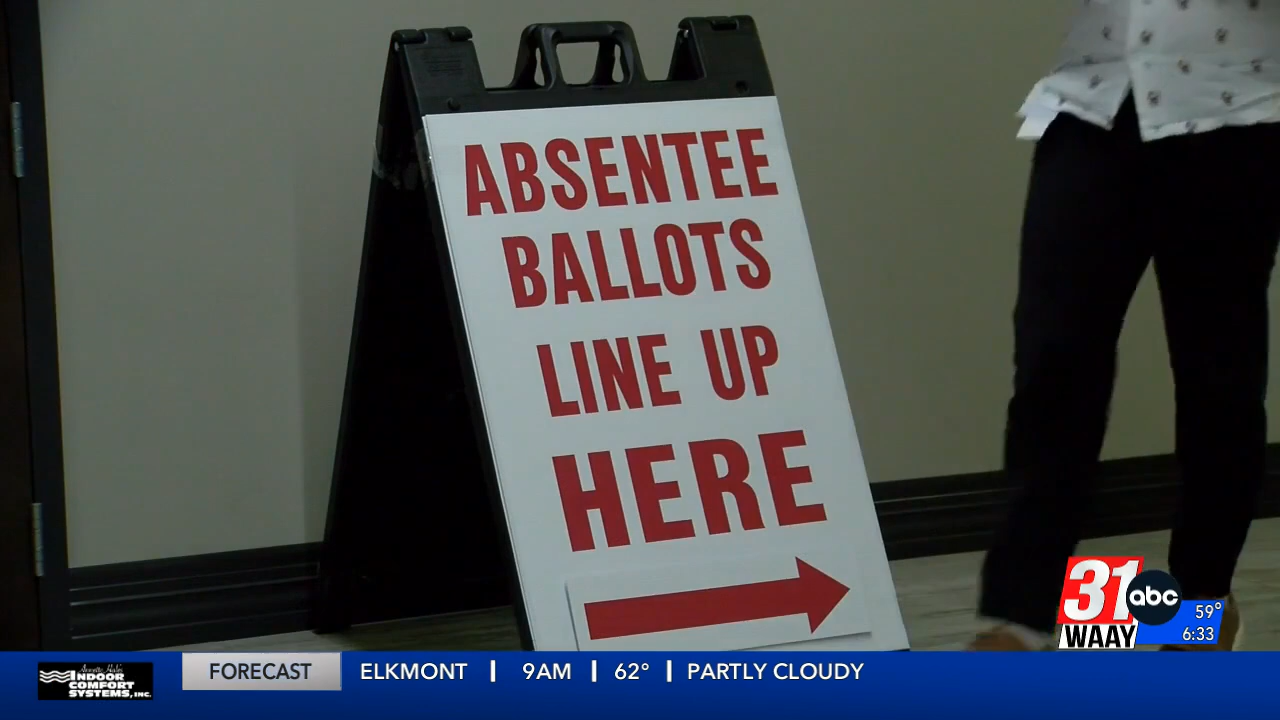 ABSENTEE
BALLOTS
LINE UP
HERE
31
abc
WAAY
59°
6:33
INDOOR
COMFORT
SYSTEMS, INC.
FORECAST
ELKMONT | 9AM | 62° | PARTLY CLOUDY